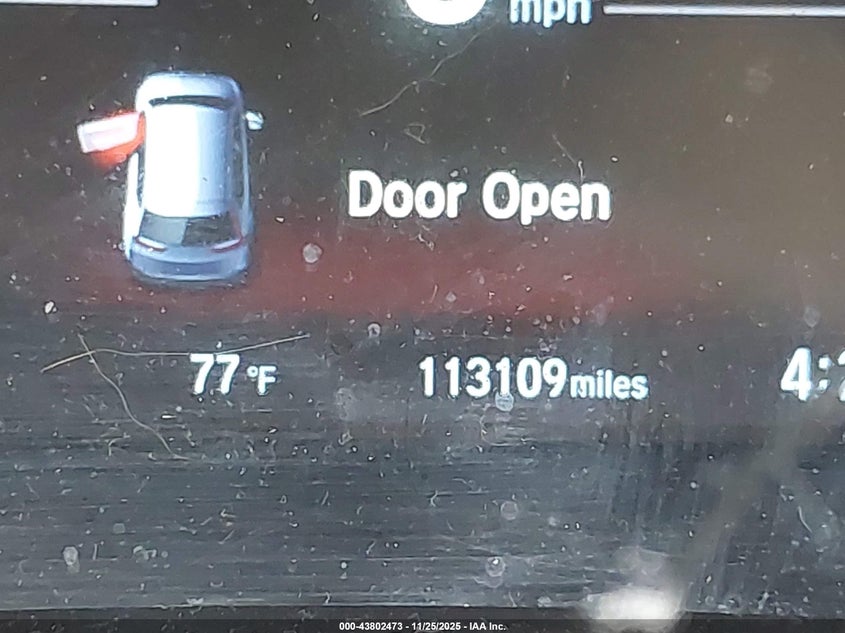 mph
Door Open
77 °F
113109 miles
000-43802473 - 11/25/2025 - IAA Inc.